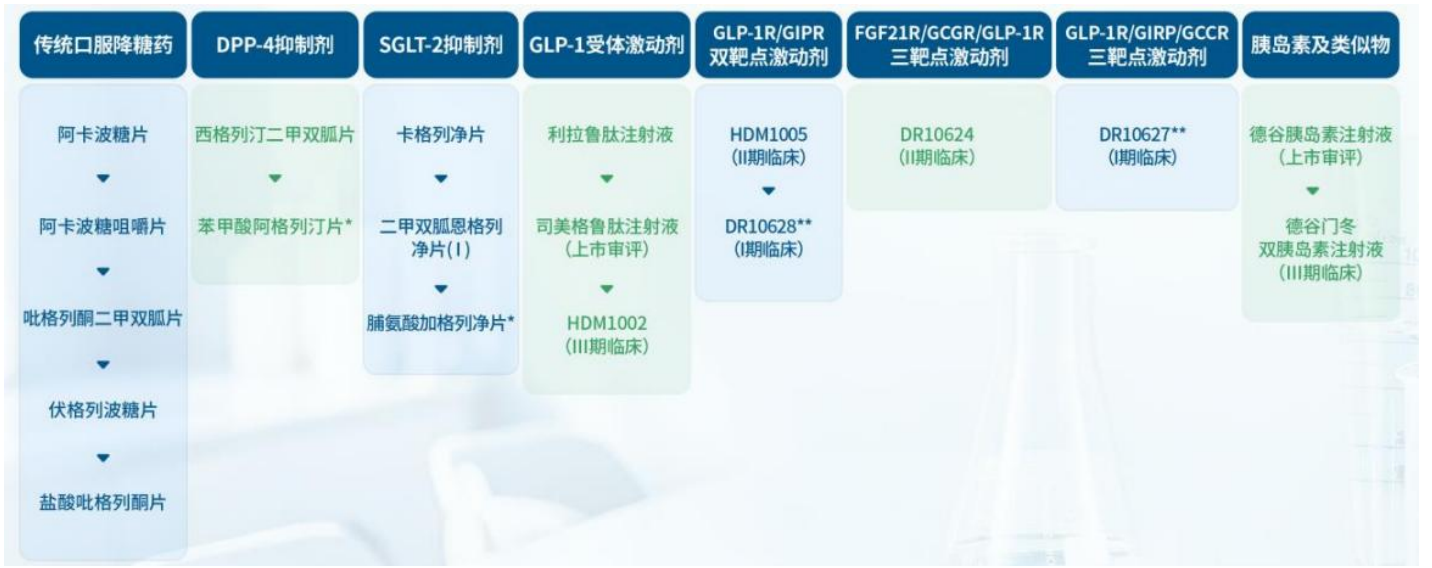 传统口服降糖药
阿卡波糖片
阿卡波糖咀嚼片
吡格列酮二甲双胍片
伏格列波糖片
盐酸吡格列酮片
DPP-4抑制剂
西格列汀二甲双胍片
苯甲酸阿格列汀片*
SGLT-2抑制剂
卡格列净片
二甲双胍恩格列
净片(I)
脯氨酸加格列净片*
GLP-1受体激动剂
利拉鲁肽注射液
司美格鲁肽注射液
(上市审评)
HDM1002
(III期临床)
GLP-1R/GIPR
双靶点激动剂
HDM1005
(II期临床)
DR10628**
(I期临床)
FGF21R/GCGR/GLP-1R
三靶点激动剂
DR10624
(II期临床)
GLP-1R/GIRP/GCCR
三靶点激动剂
DR10627**
(I期临床)
胰岛素及类似物
德谷胰岛素注射液
(上市审评)
德谷门冬
双胰岛素注射液
(III期临床)